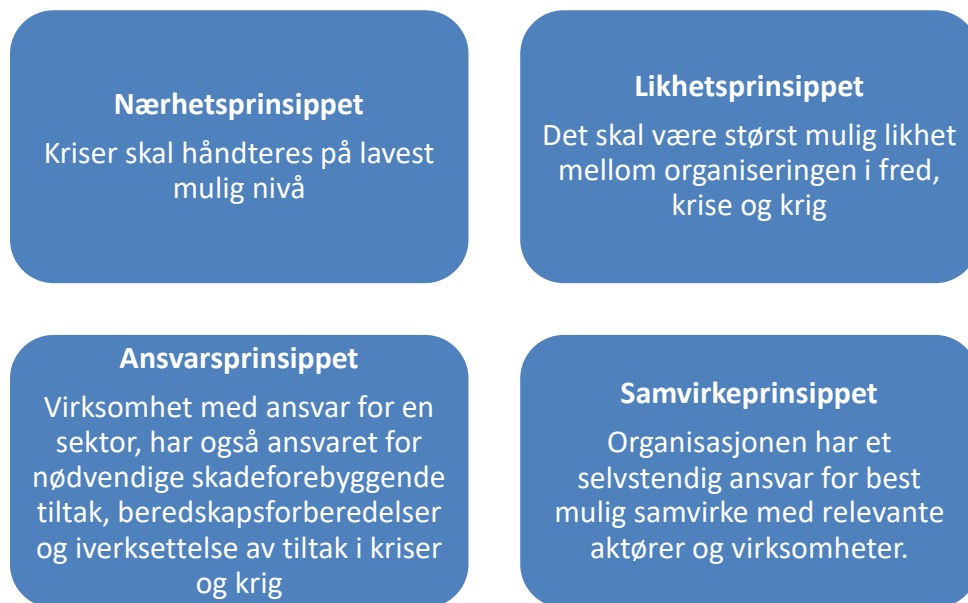 Nærhetsprinsippet
Kriser skal håndteres på lavest
mulig nivå
Likhetsprinsippet
Det skal være størst mulig likhet
mellom organiseringen i fred,
krise og krig
Ansvarsprinsippet
Virksomhet med ansvar for en
sektor, har også ansvaret for
nødvendige skadeforebyggende
tiltak, beredskapsforberedelser
og iverksettelse av tiltak i kriser
og krig
Samvirkeprinsippet
Organisasjonen har et
selvstendig ansvar for best
mulig samvirke med relevante
aktører og virksomheter.